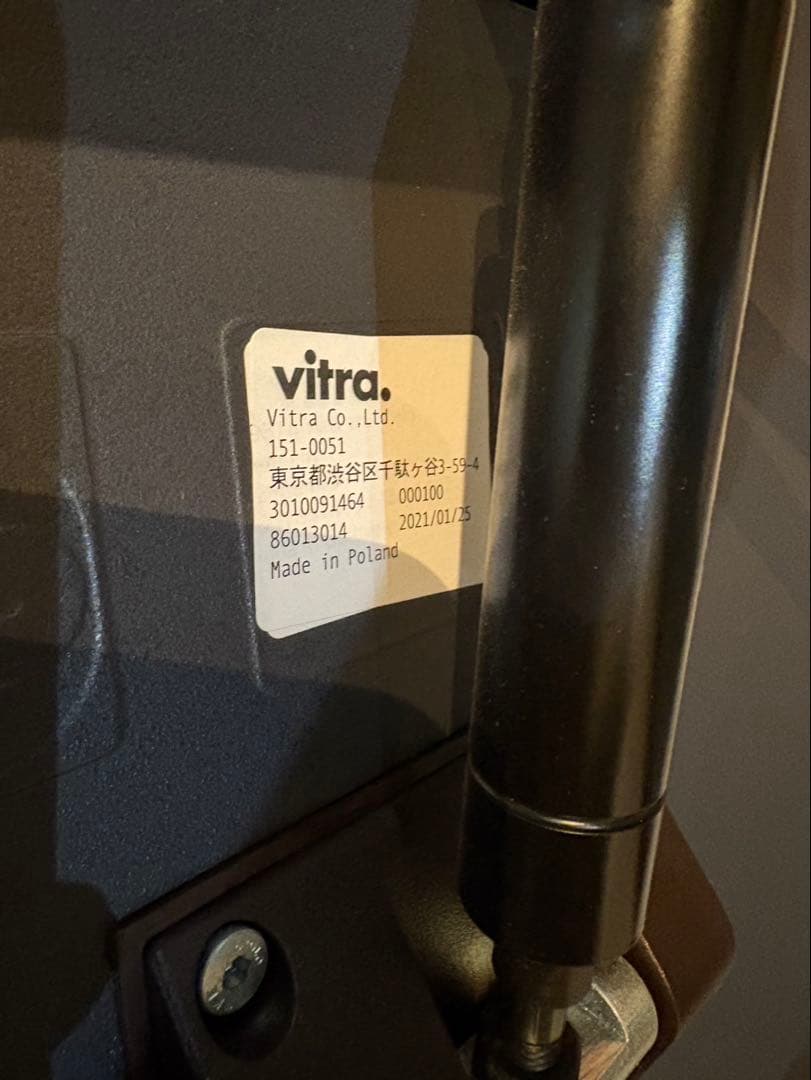 vitra.
Vitra Co.,Ltd.
151-0051
東京都渋谷区千駄ヶ谷3-59-4
3010091464 000100
86013014 2021/01/25
Made in Poland